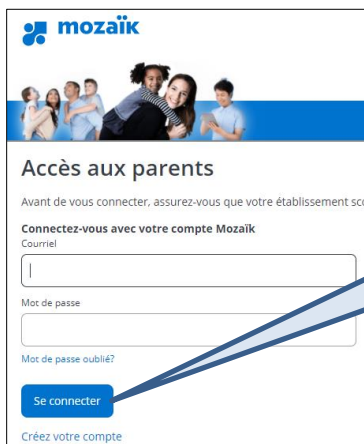 mozaïk
Accès aux parents
Avant de vous connecter, assurez-vous que votre établissement
Connectez-vous avec votre compte Mozaïk
Courriel
Mot de passe
Mot de passe oublié?
Se connecter
Créez votre compte